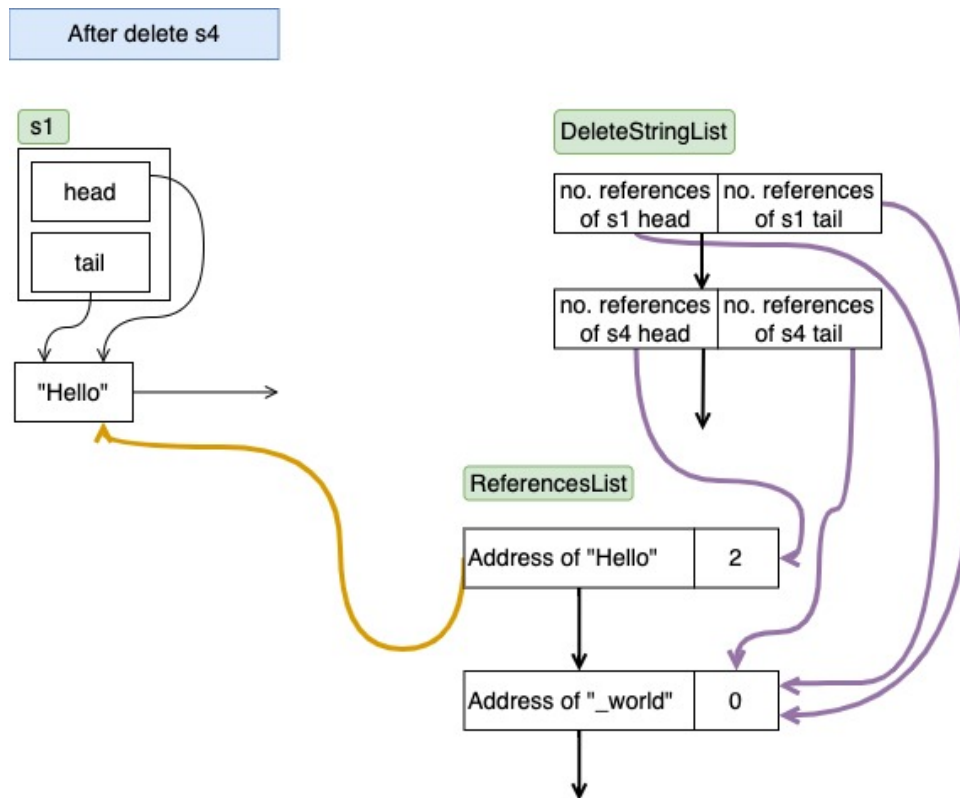 After delete s4
s1
head
tail
"Hello"
DeleteStringList
no. references
of s1 head
no. references
of s1 tail
no. references
of s4 head
no. references
of s4 tail
ReferencesList
Address of "Hello"
2
Address of "_world"
0